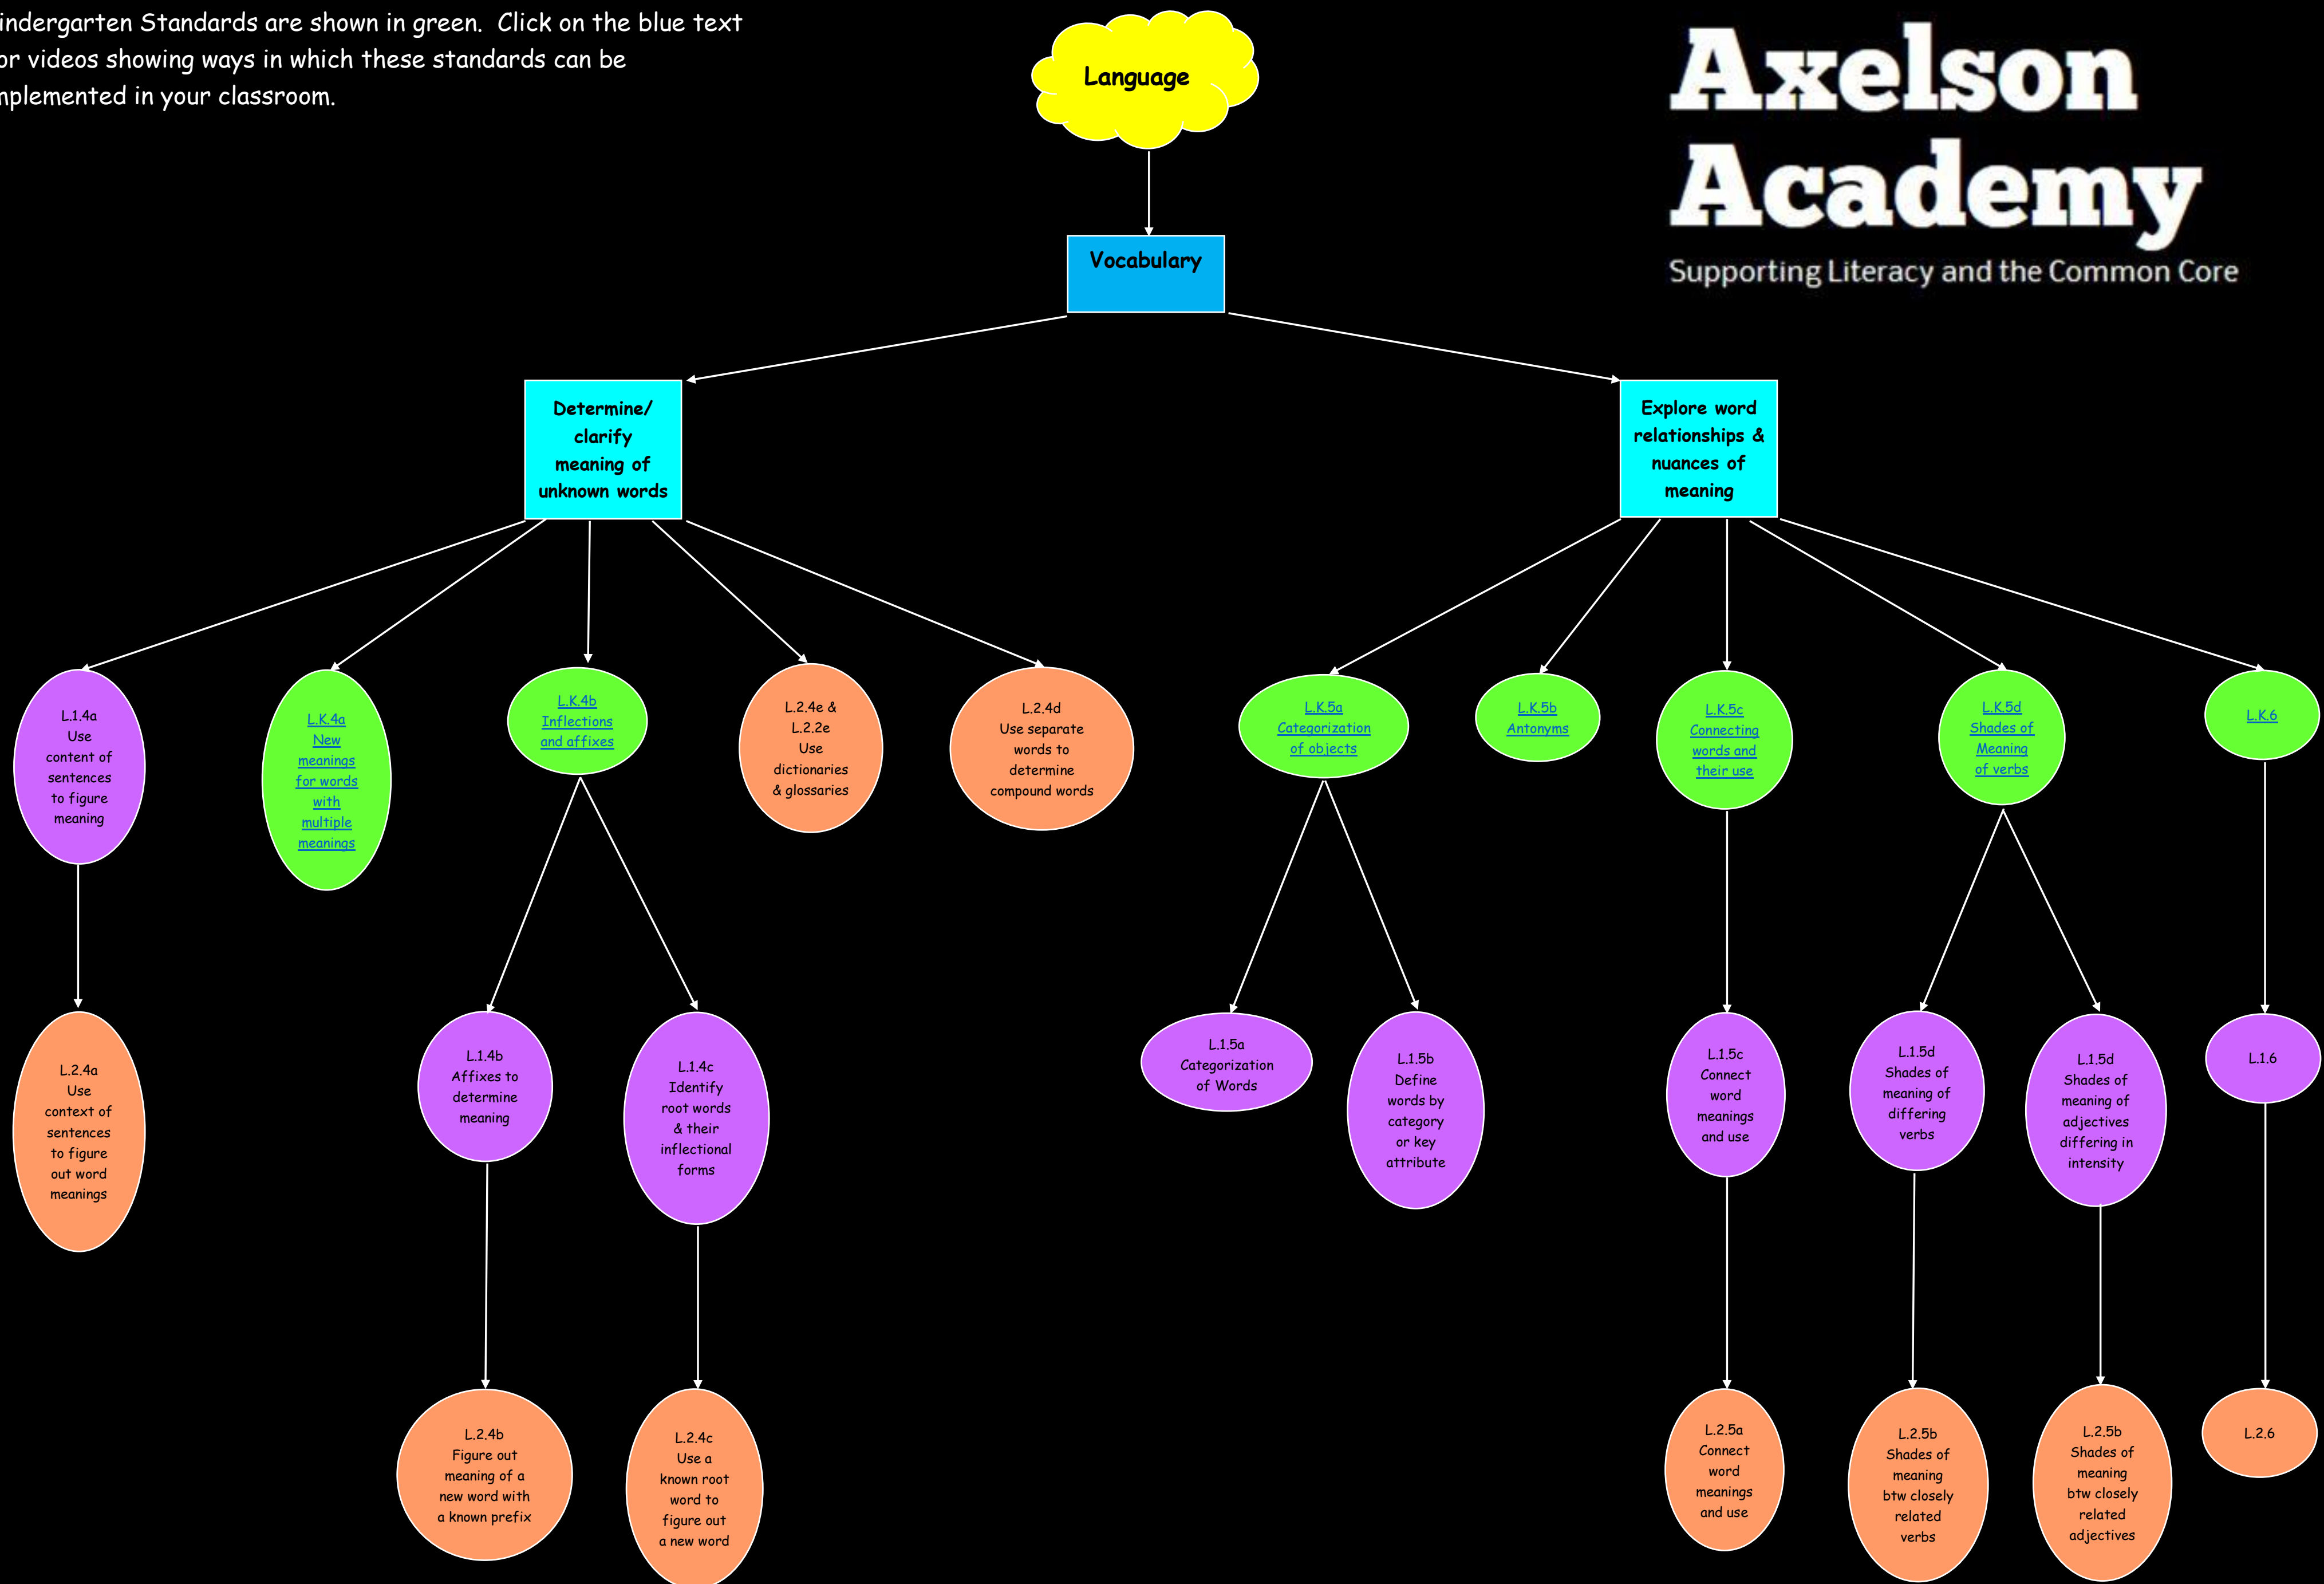 indergarten Standards are shown in green. Click on the blue text
or videos showing ways in which these standards can be
mplemented in your classroom.
Language
Axelson
Academy
Supporting Literacy and the Common Core
Vocabulary
Determine/
clarify
meaning of
unknown words
Explore word
relationships &
nuances of
meaning
L.1.4a
Use
content of
sentences
to figure
meaning
L.K.4a
New
meanings
for words
with
multiple
meanings
L.K.4b
Inflections
and affixes
L.2.4e &
L.2.2e
Use
dictionaries
& glossaries
L.2.4d
Use separate
words to
determine
compound words
L.K.5a
Categorization
of objects
L.K.5b
Antonyms
L.K.5c
Connecting
words and
their use
L.K.5d
Shades of
Meaning
of verbs
L.K.6
L.2.4a
Use
context of
sentences
to figure
out word
meanings
L.1.4b
Affixes to
determine
meaning
L.1.4c
Identify
root words
& their
inflectional
forms
L.1.5a
Categorization
of Words
L.1.5b
Define
words by
category
or key
attribute
L.1.5c
Connect
word
meanings
and use
L.1.5d
Shades of
meaning of
differing
verbs
L.1.5d
Shades of
meaning of
adjectives
differing in
intensity
L.1.6
L.2.4b
Figure out
meaning of a
new word with
a known prefix
L.2.4c
Use a
known root
word to
figure out
a new word
L.2.5a
Connect
word
meanings
and use
L.2.5b
Shades of
meaning
btw closely
related
verbs
L.2.5b
Shades of
meaning
btw closely
related
adjectives
L.2.6